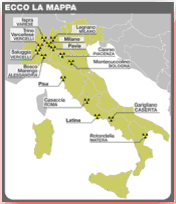 ECCO LA MAPPA
Ispra
VARESE
Trino
Vercellese
VERCELLI
Saluggia
VERCELLI
Bosco
Marengo
ALESSANDRIA
Legnano
MILANO
Milano
Pavia
Caorso
PIACENZA
Montecuccolino
BOLOGNA
Pisa
Casaccia
ROMA
Latina
Garigliano
CASERTA
Rotondella
MATERA